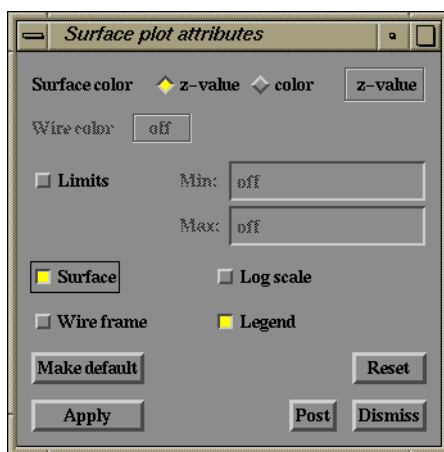 Surface plot attributes
Surface color z-value color z-value
Wire color off
Limits Min: off
Max: off
Surface Log scale
Wire frame Legend
Make default Reset
Apply Post Dismiss